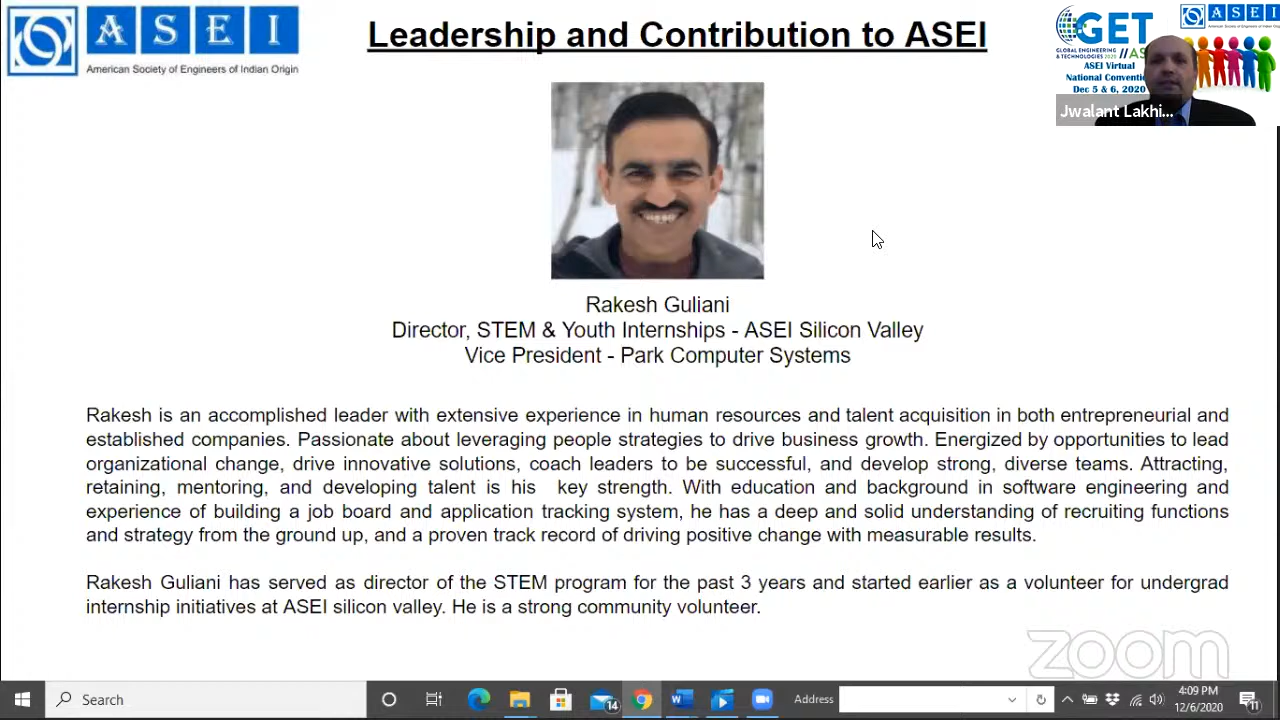 ASEI
American Society of Engineers of Indian Origin
Leadership and Contribution to ASEI
GET
GLOBAL ENGINEERING
& TECHNOLOGIES 2020 //AS
ASEI Virtual
National Conventi
Dec 5 & 6, 2020
ASEI
Jwalant Lakhi...
Rakesh Guliani
Director, STEM & Youth Internships - ASEI Silicon Valley
Vice President - Park Computer Systems
Rakesh is an accomplished leader with extensive experience in human resources and talent acquisition in both entrepreneurial and
established companies. Passionate about leveraging people strategies to drive business growth. Energized by opportunities to lead
organizational change, drive innovative solutions, coach leaders to be successful, and develop strong, diverse teams. Attracting,
retaining, mentoring, and developing talent is his key strength. With education and background in software engineering and
experience of building a job board and application tracking system, he has a deep and solid understanding of recruiting functions
and strategy from the ground up, and a proven track record of driving positive change with measurable results.
Rakesh Guliani has served as director of the STEM program for the past 3 years and started earlier as a volunteer for undergrad
internship initiatives at ASEI silicon valley. He is a strong community volunteer.
zoom
Search
14
Address
4:09 PM
12/6/2020
11